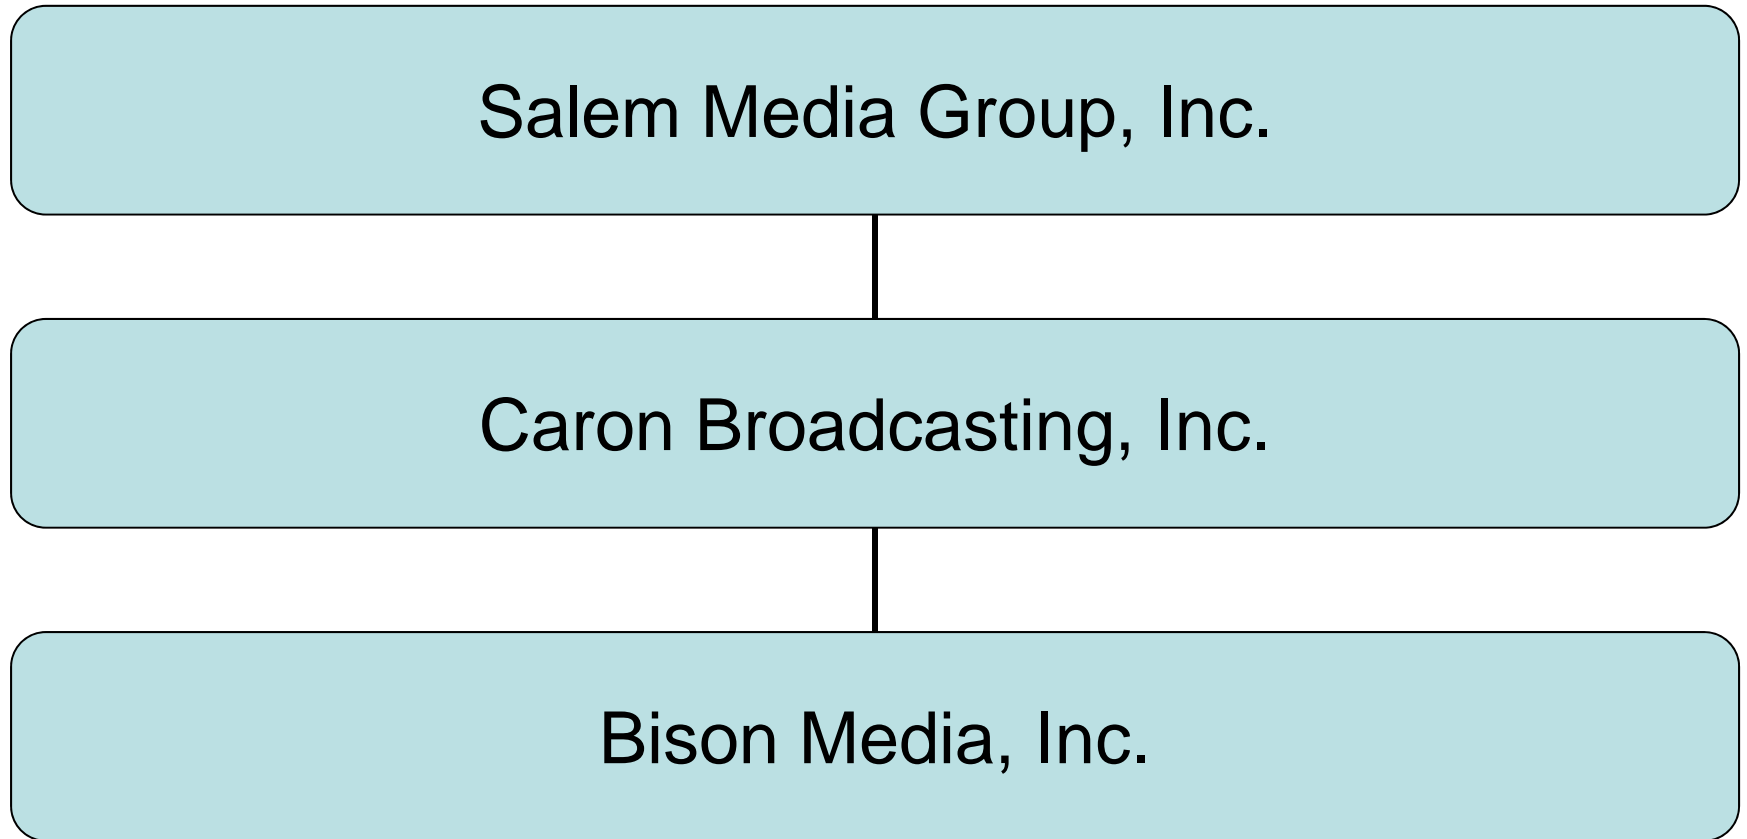 Salem Media Group, Inc.
Caron Broadcasting, Inc.
Bison Media, Inc.